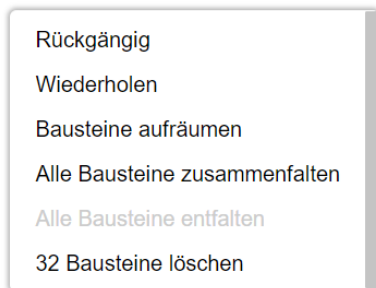 Rückgängig
Wiederholen
Bausteine aufräumen
Alle Bausteine zusammenfalten
Alle Bausteine entfalten
32 Bausteine löschen